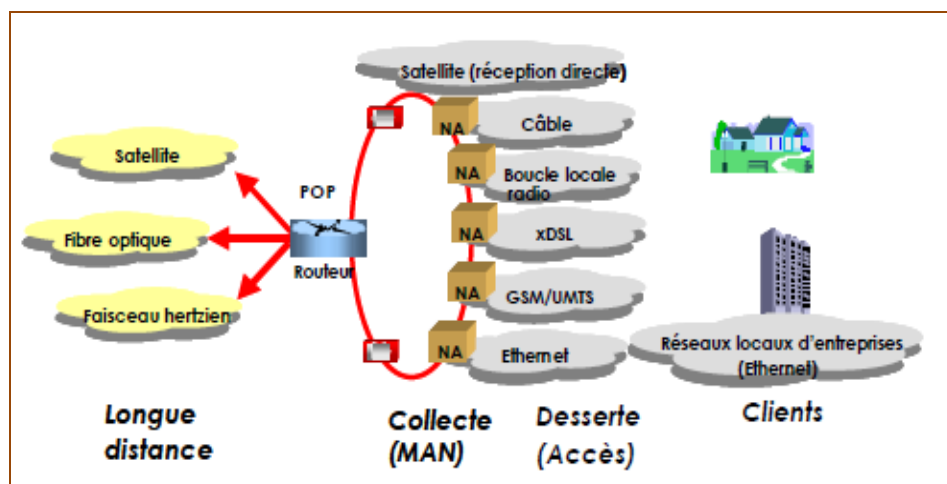 Satellite (réception directe)
NA
Câble
Satellite
NA
Boucle locale
radio
POP
Fibre optique
NA
xDSL
Routeur
NA
GSM/UMTS
Faisceau hertzien
NA
Ethernet
Réseaux locaux d'entreprises
(Ethernet)
Longue
distance
Collecte
(MAN)
Desserte
(Accès)
Clients